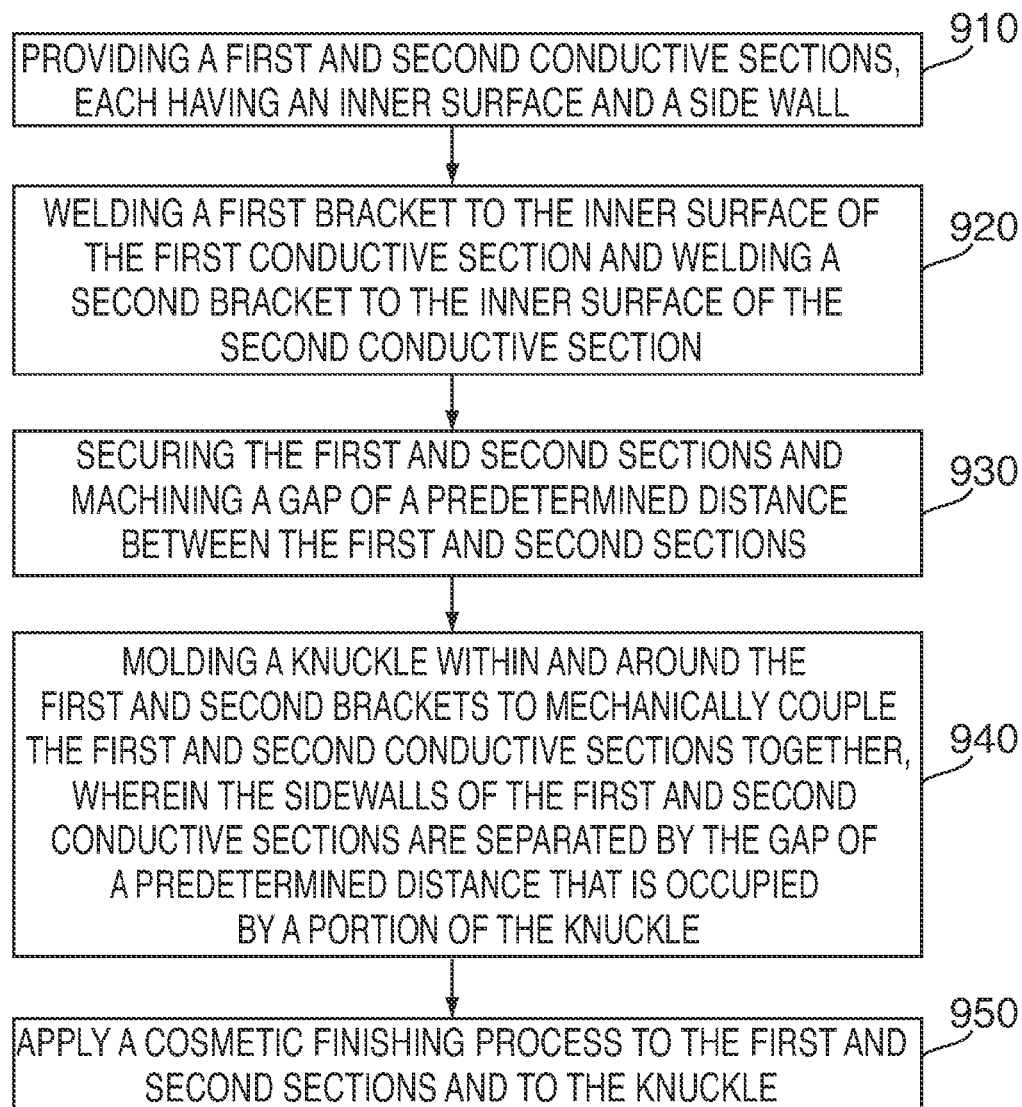 PROVIDING A FIRST AND SECOND CONDUCTIVE SECTIONS,
EACH HAVING AN INNER SURFACE AND A SIDE WALL
910
WELDING A FIRST BRACKET TO THE INNER SURFACE OF
THE FIRST CONDUCTIVE SECTION AND WELDING A
SECOND BRACKET TO THE INNER SURFACE OF THE
SECOND CONDUCTIVE SECTION
920
SECURING THE FIRST AND SECOND SECTIONS AND
MACHINING A GAP OF A PREDETERMINED DISTANCE
BETWEEN THE FIRST AND SECOND SECTIONS
930
MOLDING A KNUCKLE WITHIN AND AROUND THE
FIRST AND SECOND BRACKETS TO MECHANICALLY COUPLE
THE FIRST AND SECOND CONDUCTIVE SECTIONS TOGETHER,
WHEREIN THE SIDEWALLS OF THE FIRST AND SECOND
CONDUCTIVE SECTIONS ARE SEPARATED BY THE GAP OF
A PREDETERMINED DISTANCE THAT IS OCCUPIED
BY A PORTION OF THE KNUCKLE
940
APPLY A COSMETIC FINISHING PROCESS TO THE FIRST AND
SECOND SECTIONS AND TO THE KNUCKLE
950